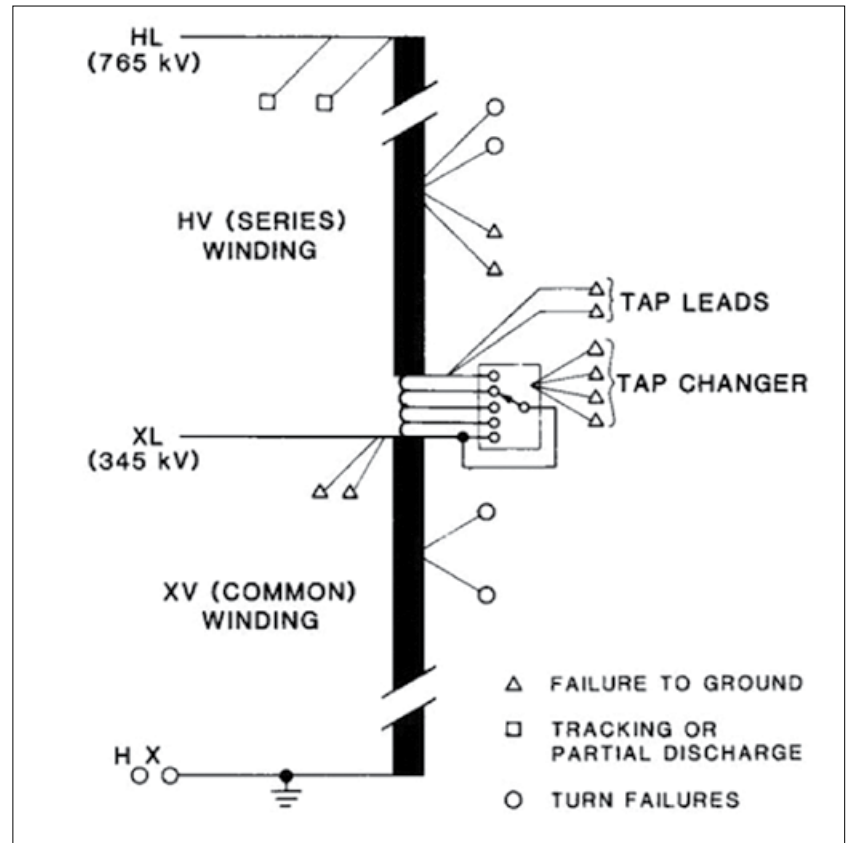 HL
(765 kV)
HV (SERIES)
WINDING
TAP LEADS
TAP CHANGER
XL
(345 kV)
XV (COMMON)
WINDING
H X
FAILURE TO GROUND
TRACKING OR
PARTIAL DISCHARGE
TURN FAILURES